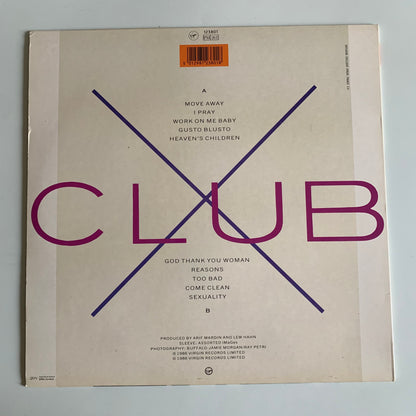 A
MOVE AWAY
I PRAY
WORK ON ME BABY
GUSTO BLUSTO
HEAVEN'S CHILDREN
CLUB
GOD THANK YOU WOMAN
REASONS
TOO BAD
COME CLEAN
SEXUALITY
B
PRODUCED BY ARIF MARDIN AND LEW HAHN
SLEEVE: ASSORTED iMaGes
PHOTOGRAPHY: BUFFALO JAMIE MORGAN/RAY PETRI
℗ 1986 VIRGIN RECORDS LIMITED
© 1986 VIRGIN RECORDS LIMITED